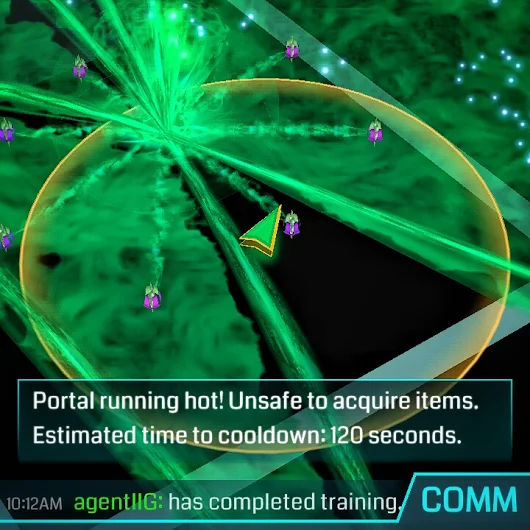 Portal running hot! Unsafe to acquire items.
Estimated time to cooldown: 120 seconds.
10:12AM agentIIG: has completed training. COMM